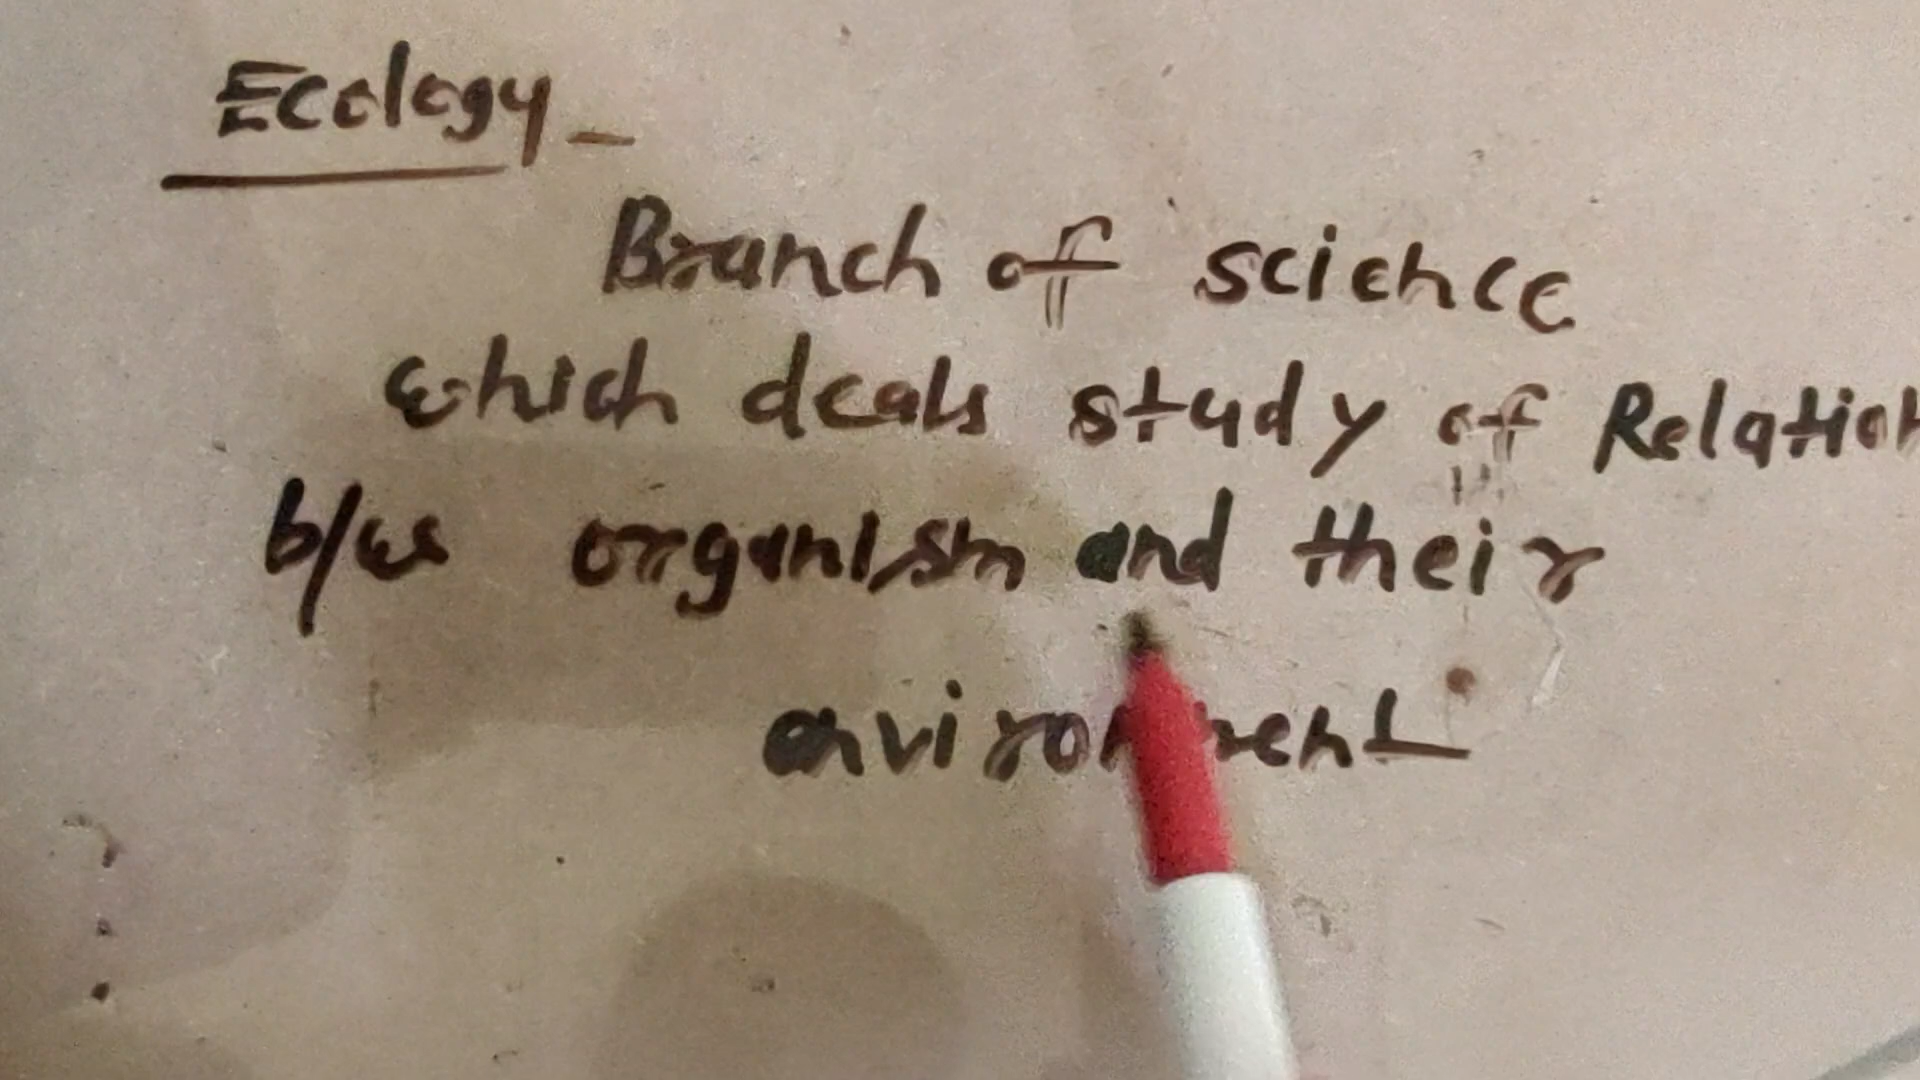 Ecology -
Branch of science
which deals study of Relation
b/w organism and their